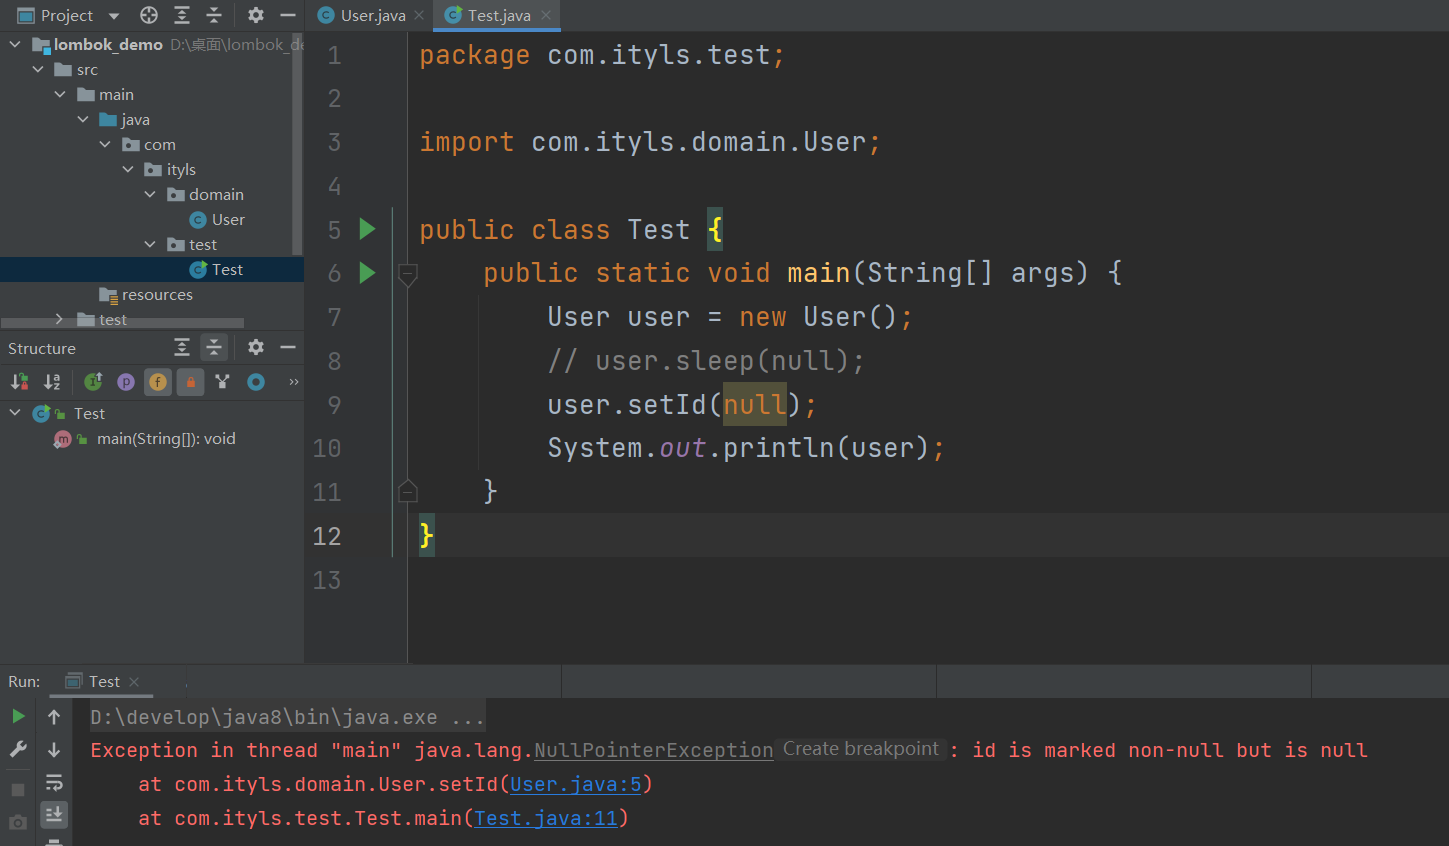 Project
lombok_demo D:\桌面\lombok_de
src
main
java
com
ityls
domain
User
test
Test
resources
test
Structure
Test
main(String[]): void
User.java
Test.java
1 package com.ityls.test;
2
3 import com.ityls.domain.User;
4
5 public class Test {
6 public static void main(String[] args) {
7 User user = new User();
8 // user.sleep(null);
9 user.setId(null);
10 System.out.println(user);
11 }
12 }
13
Run: Test
D:\develop\java8\bin\java.exe ...
Exception in thread "main" java.lang.NullPointerException Create breakpoint : id is marked non-null but is null
at com.ityls.domain.User.setId(User.java:5)
at com.ityls.test.Test.main(Test.java:11)